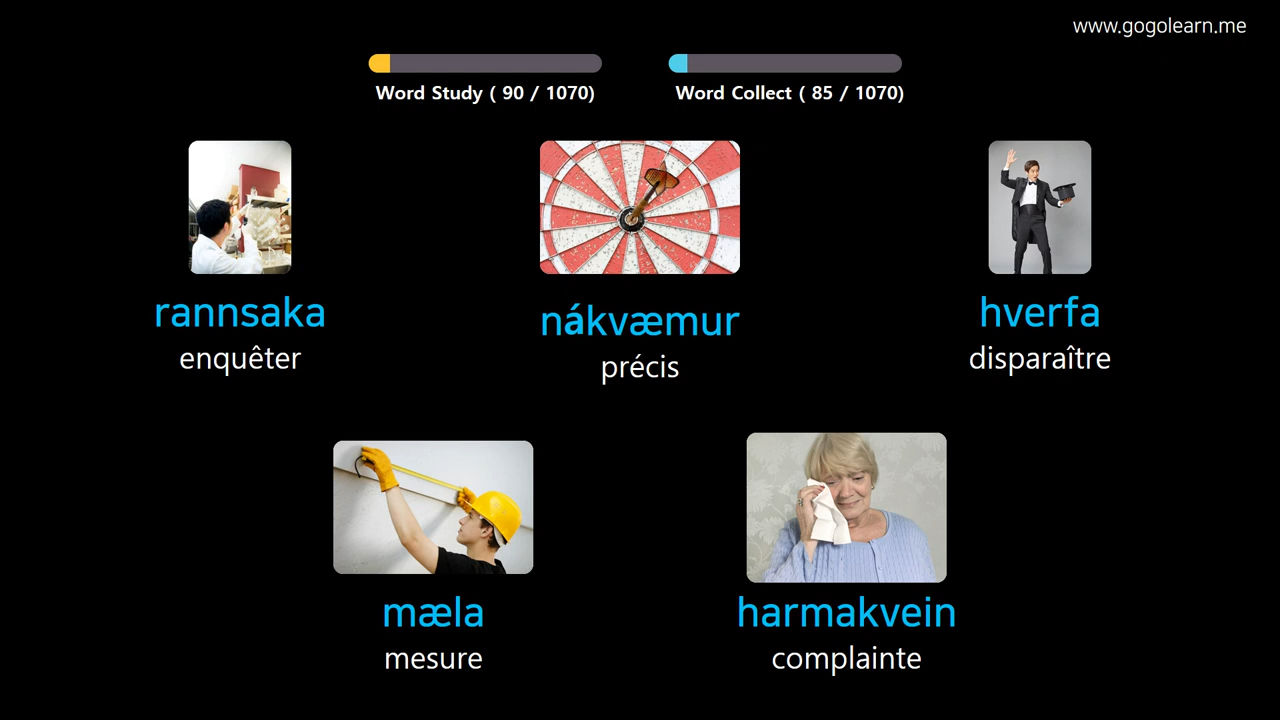 www.gogolearn.me
Word Study ( 90 / 1070)
Word Collect ( 85 / 1070)
rannsaka
enquêter
nákvæmur
précis
hverfa
disparaître
mæla
mesure
harmakvein
complainte